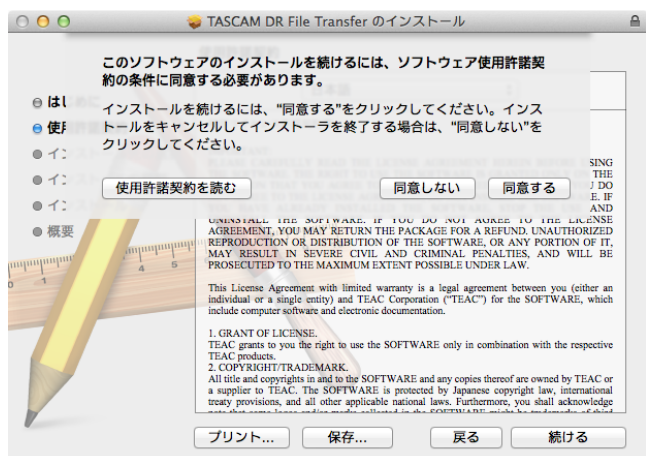 TASCAM DR File Transfer のインストール
このソフトウェアのインストールを続けるには、ソフトウェア使用許諾契
約の条件に同意する必要があります。
インストールを続けるには、“同意する”をクリックしてください。インス
トールをキャンセルしてインストーラを終了する場合は、“同意しない”を
クリックしてください。
使用許諾契約を読む
同意しない
同意する
概要
SING
THE
DO
E. IF
AND
UNINSTALL THE SOFTWARE. IF YOU DO NOT AGREE TO THE LICENSE
AGREEMENT, YOU MAY RETURN THE PACKAGE FOR A REFUND. UNAUTHORIZED
REPRODUCTION OR DISTRIBUTION OF THE SOFTWARE, OR ANY PORTION OF IT,
MAY RESULT IN SEVERE CIVIL AND CRIMINAL PENALTIES, AND WILL BE
PROSECUTED TO THE MAXIMUM EXTENT POSSIBLE UNDER LAW.
This License Agreement with limited warranty is a legal agreement between you (either an
individual or a single entity) and TEAC Corporation (“TEAC”) for the SOFTWARE, which
include computer software and electronic documentation.
1. GRANT OF LICENSE.
TEAC grants to you the right to use the SOFTWARE only in combination with the respective
TEAC products.
2. COPYRIGHT/TRADEMARK.
All title and copyrights in and to the SOFTWARE and any copies thereof are owned by TEAC or
a supplier to TEAC. The SOFTWARE is protected by Japanese copyright law, international
treaty provisions, and all other applicable national laws. Furthermore, you shall acknowledge
プリント...
保存...
戻る
続ける